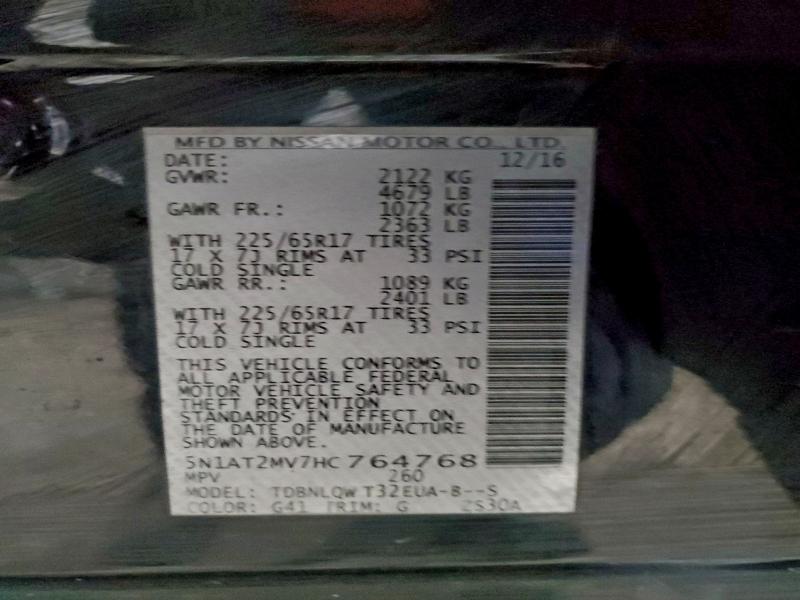 MFD BY NISSAN MOTOR CO., LTD.
DATE: 12/16
GVWR: 2122 KG
4679 LB
GAWR FR.: 1072 KG
2363 LB
WITH 225/65R17 TIRES
17 X 7J RIMS AT 33 PSI
COLD SINGLE
GAWR RR.: 1089 KG
2401 LB
WITH 225/65R17 TIRES
17 X 7J RIMS AT 33 PSI
COLD SINGLE
THIS VEHICLE CONFORMS TO
ALL APPLICABLE FEDERAL
MOTOR VEHICLE SAFETY AND
THEFT PREVENTION
STANDARDS IN EFFECT ON
THE DATE OF MANUFACTURE
SHOWN ABOVE.
5N1AT2MV7HC 764768
MPV 260
MODEL: TDBNLQW T32EUA-B--S
COLOR: G41 TRIM: G 2S30A